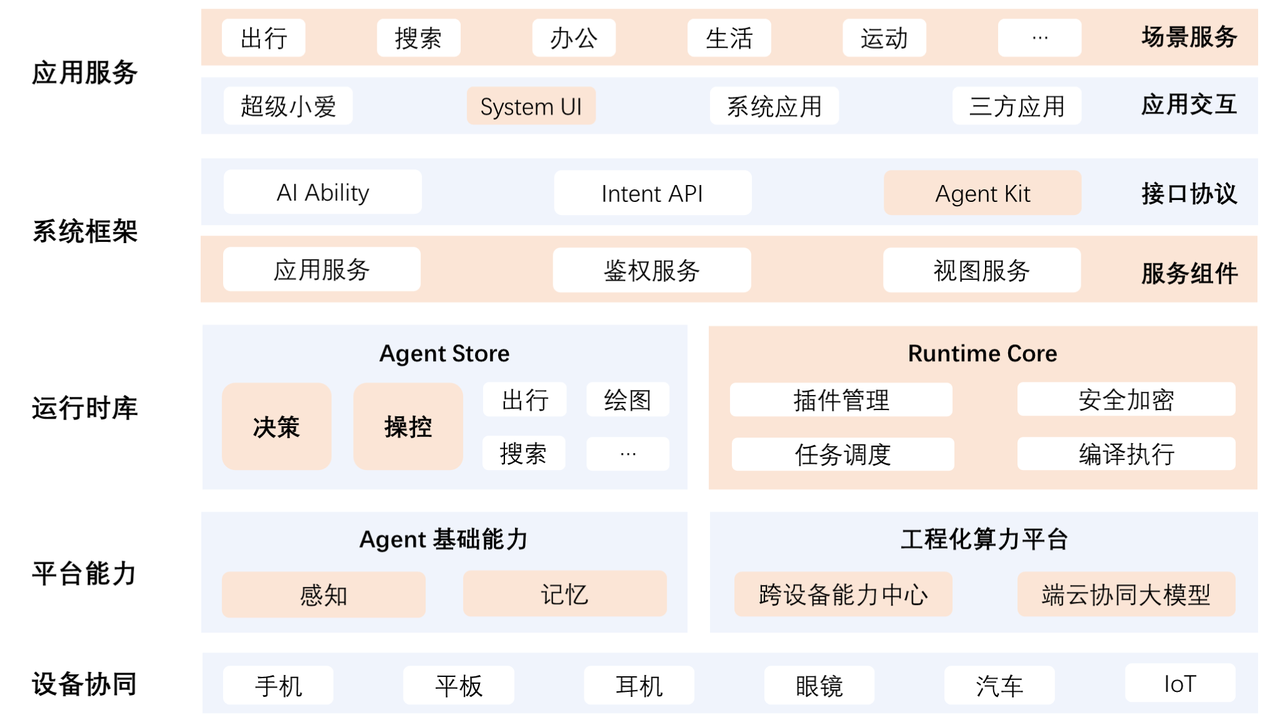 应用服务
出行 搜索 办公 生活 运动 ... 场景服务
超级小爱 System UI 系统应用 三方应用 应用交互
系统框架
AI Ability Intent API Agent Kit 接口协议
应用服务 鉴权服务 视图服务 服务组件
运行时库
Agent Store
决策 操控 出行 绘图
搜索 ...
Runtime Core
插件管理 安全加密
任务调度 编译执行
平台能力
Agent 基础能力
感知 记忆
工程化算力平台
跨设备能力中心 端云协同大模型
设备协同
手机 平板 耳机 眼镜 汽车 IoT